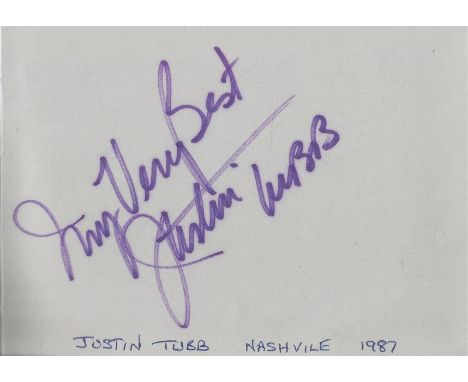 My Very Best
Justin Tubb
JUSTIN TUBB NASHVILE 1987